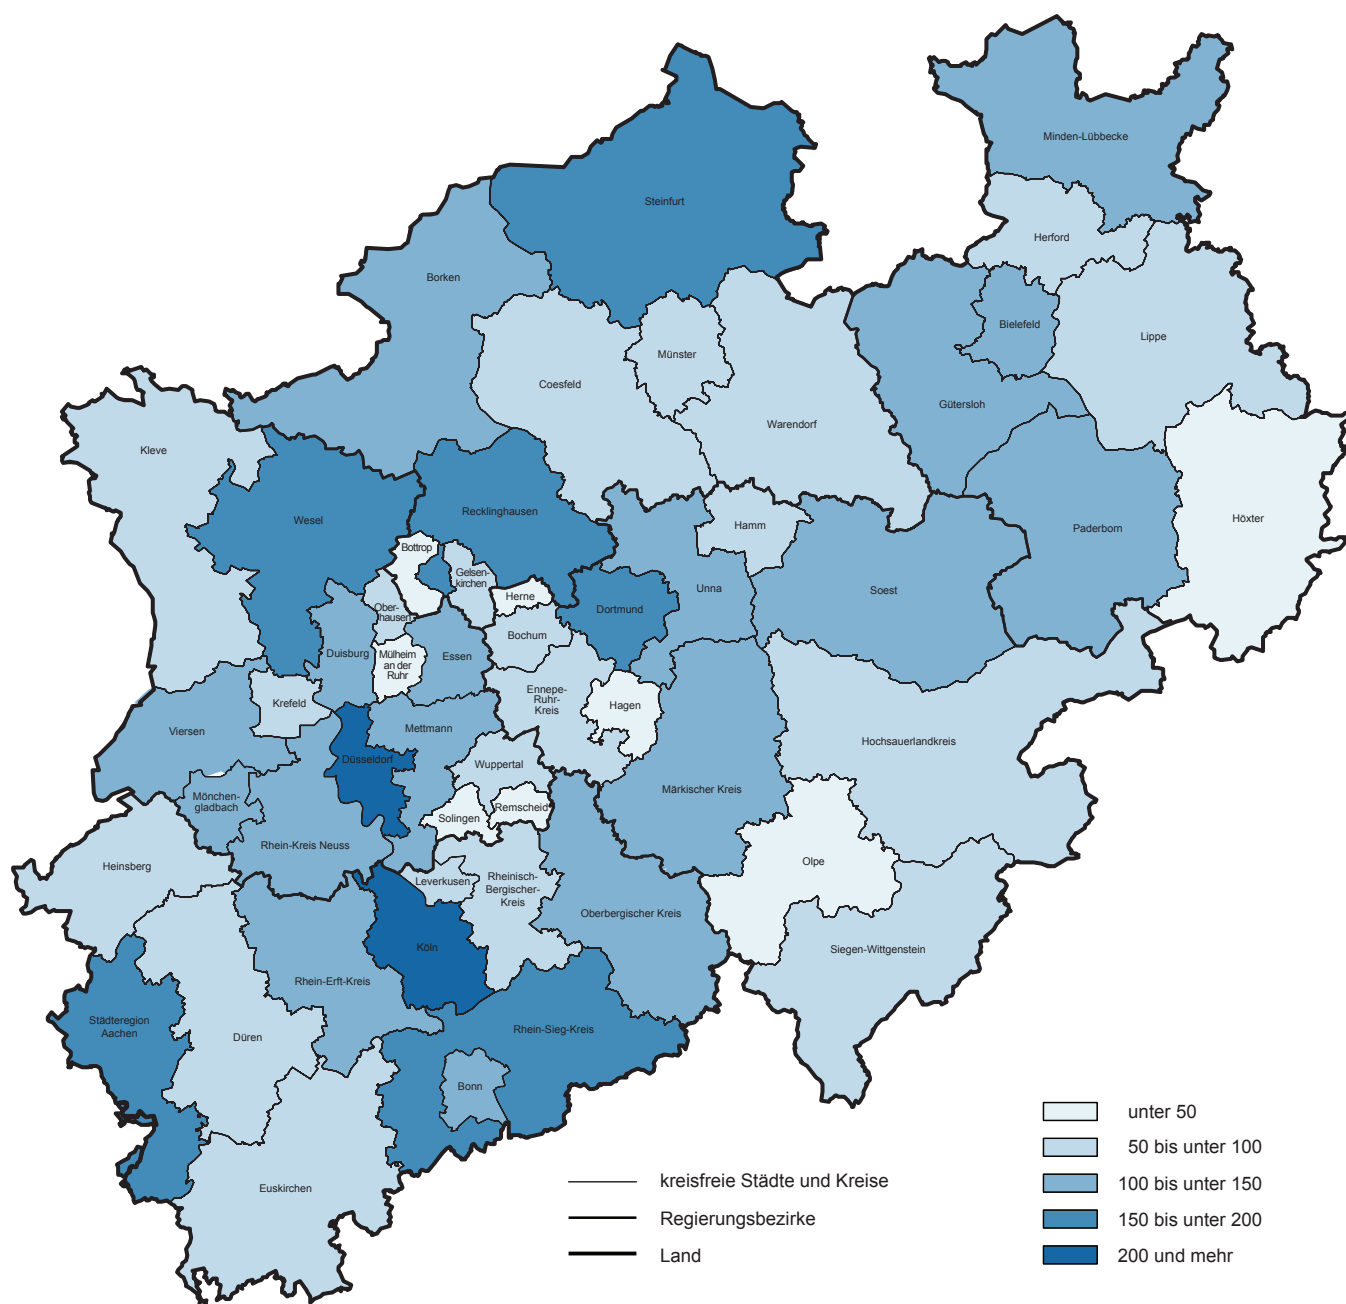 Minden-Lübbecke
Steinfurt
Herford
Borken
Bielefeld
Lippe
Münster
Coesfeld
Gütersloh
Warendorf
Kleve
Wesel
Recklinghausen
Hamm
Paderborn
Höxter
Bottrop
Gelsen-
kirchen
Herne
Dortmund
Unna
Soest
Ober-
hausen
Bochum
Duisburg
Mülheim
an der
Ruhr
Essen
Ennepe-
Ruhr-
Kreis
Hagen
Krefeld
Viersen
Mettmann
Hochsauerlandkreis
Düsseldorf
Wuppertal
Märkischer Kreis
Mönchen-
gladbach
Solingen
Remscheid
Rhein-Kreis Neuss
Heinsberg
Leverkusen
Rheinisch-
Bergischer-
Kreis
Olpe
Oberbergischer Kreis
Köln
Siegen-Wittgenstein
Rhein-Erft-Kreis
Städteregion
Aachen
Düren
Rhein-Sieg-Kreis
Bonn
Euskirchen
kreisfreie Städte und Kreise
Regierungsbezirke
Land
unter 50
50 bis unter 100
100 bis unter 150
150 bis unter 200
200 und mehr